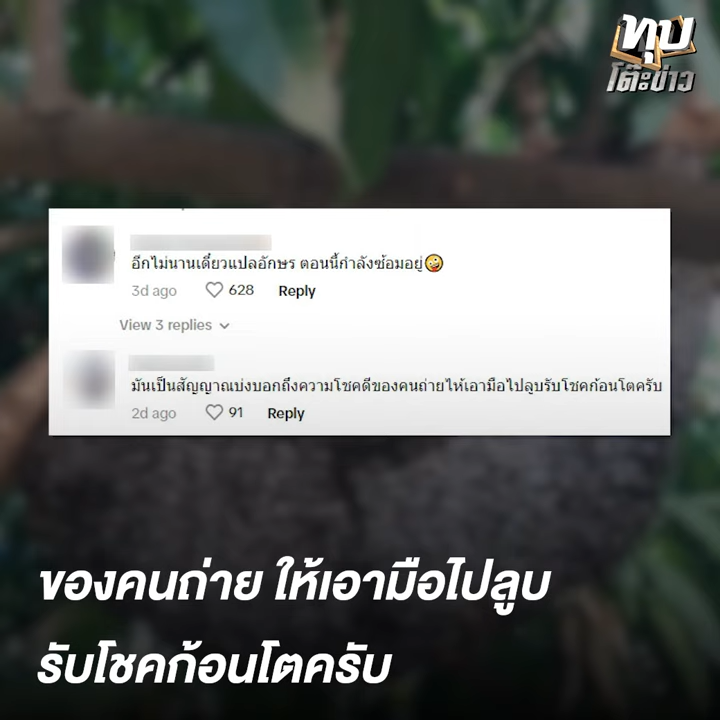 ทุบ
โต๊ะข่าว
อีกไม่นานเดี๋ยวแปลอักษร ตอนนี้กำลังซ้อมอยู่🤪
3d ago 628 Reply
View 3 replies
มันเป็นสัญญาณบ่งบอกถึงความโชคดีของคนถ่ายไห้เอามือไปลูบรับโชคก้อนโตครับ
2d ago 91 Reply
ของคนถ่าย ให้เอามือไปลูบ
รับโชคก้อนโตครับ